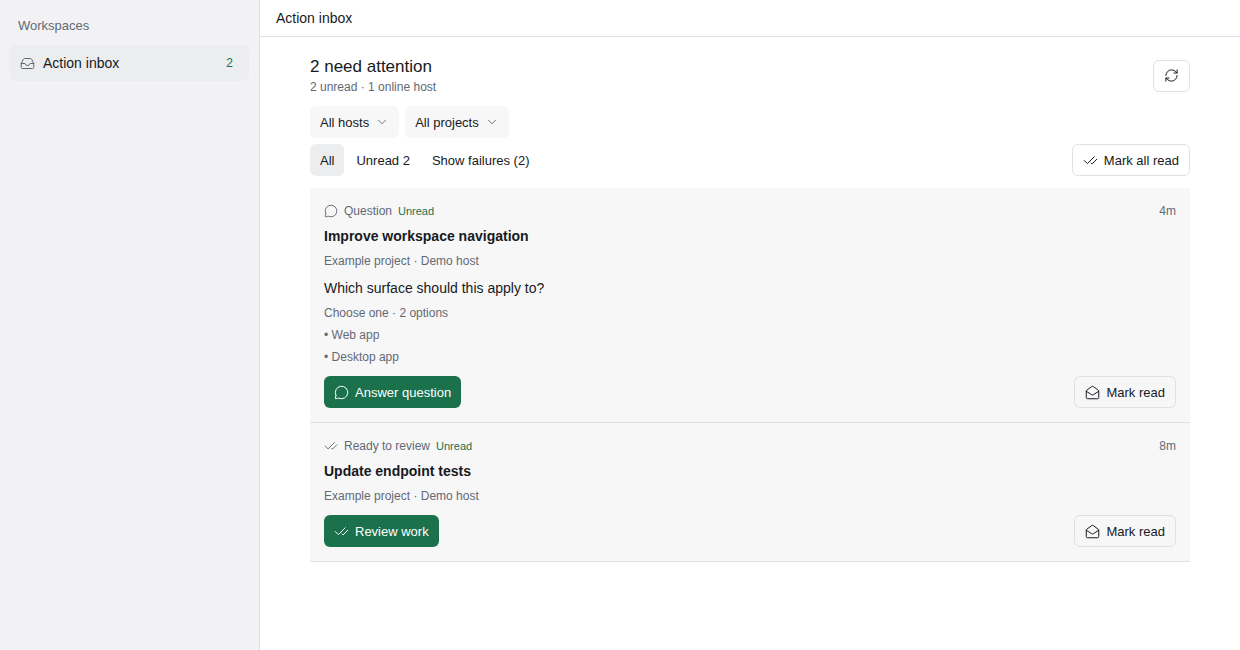 Workspaces
Action inbox 2
Action inbox
2 need attention
2 unread · 1 online host
All hosts All projects
All Unread 2 Show failures (2) Mark all read
Question Unread 4m
Improve workspace navigation
Example project · Demo host
Which surface should this apply to?
Choose one · 2 options
• Web app
• Desktop app
Answer question Mark read
Ready to review Unread 8m
Update endpoint tests
Example project · Demo host
Review work Mark read